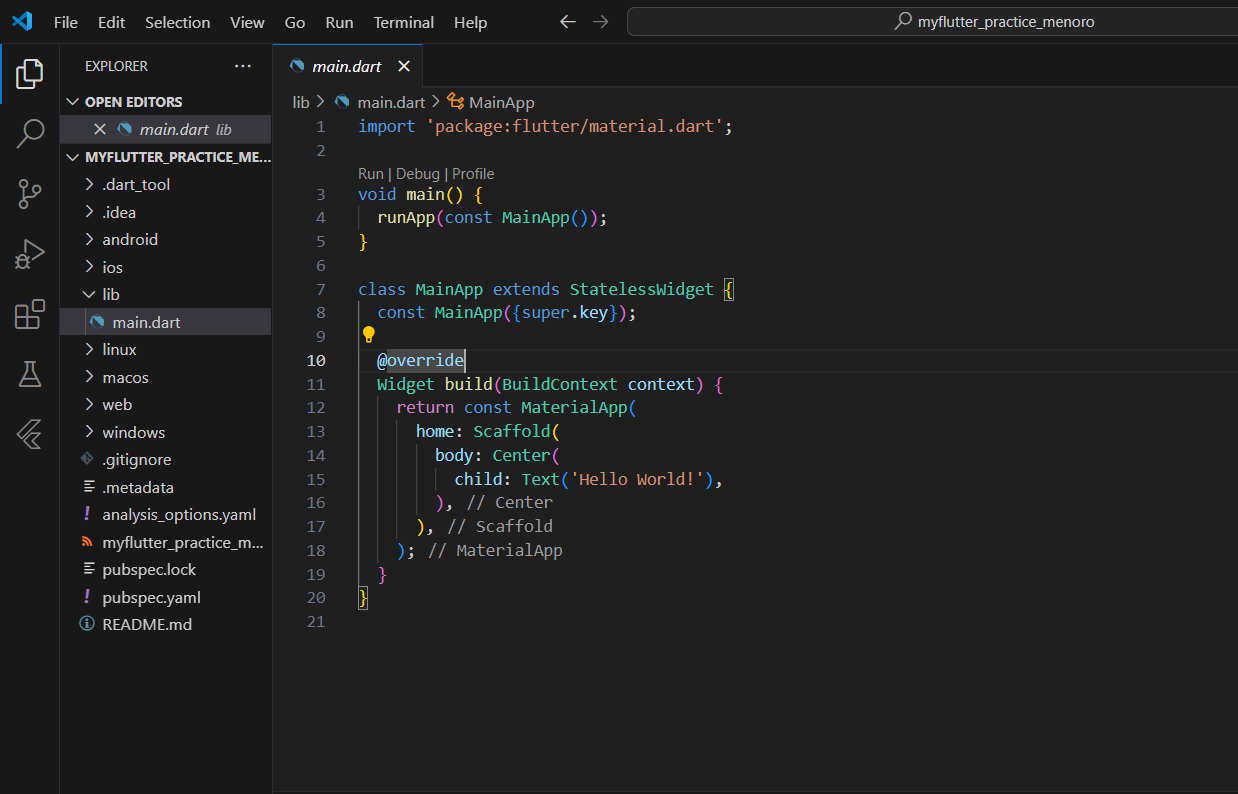 File Edit Selection View Go Run Terminal Help
myflutter_practice_menoro
EXPLORER
OPEN EDITORS
main.dart lib
MYFLUTTER_PRACTICE_ME...
.dart_tool
.idea
android
ios
lib
main.dart
linux
macos
web
windows
.gitignore
.metadata
analysis_options.yaml
myflutter_practice_m...
pubspec.lock
pubspec.yaml
README.md
main.dart
lib > main.dart > MainApp
1 import 'package:flutter/material.dart';
2
Run | Debug | Profile
3 void main() {
4 runApp(const MainApp());
5 }
6
7 class MainApp extends StatelessWidget {
8 const MainApp({super.key});
9
10 @override
11 Widget build(BuildContext context) {
12 return const MaterialApp(
13 home: Scaffold(
14 body: Center(
15 child: Text('Hello World!'),
16 ), // Center
17 ), // Scaffold
18 ); // MaterialApp
19 }
20 }
21